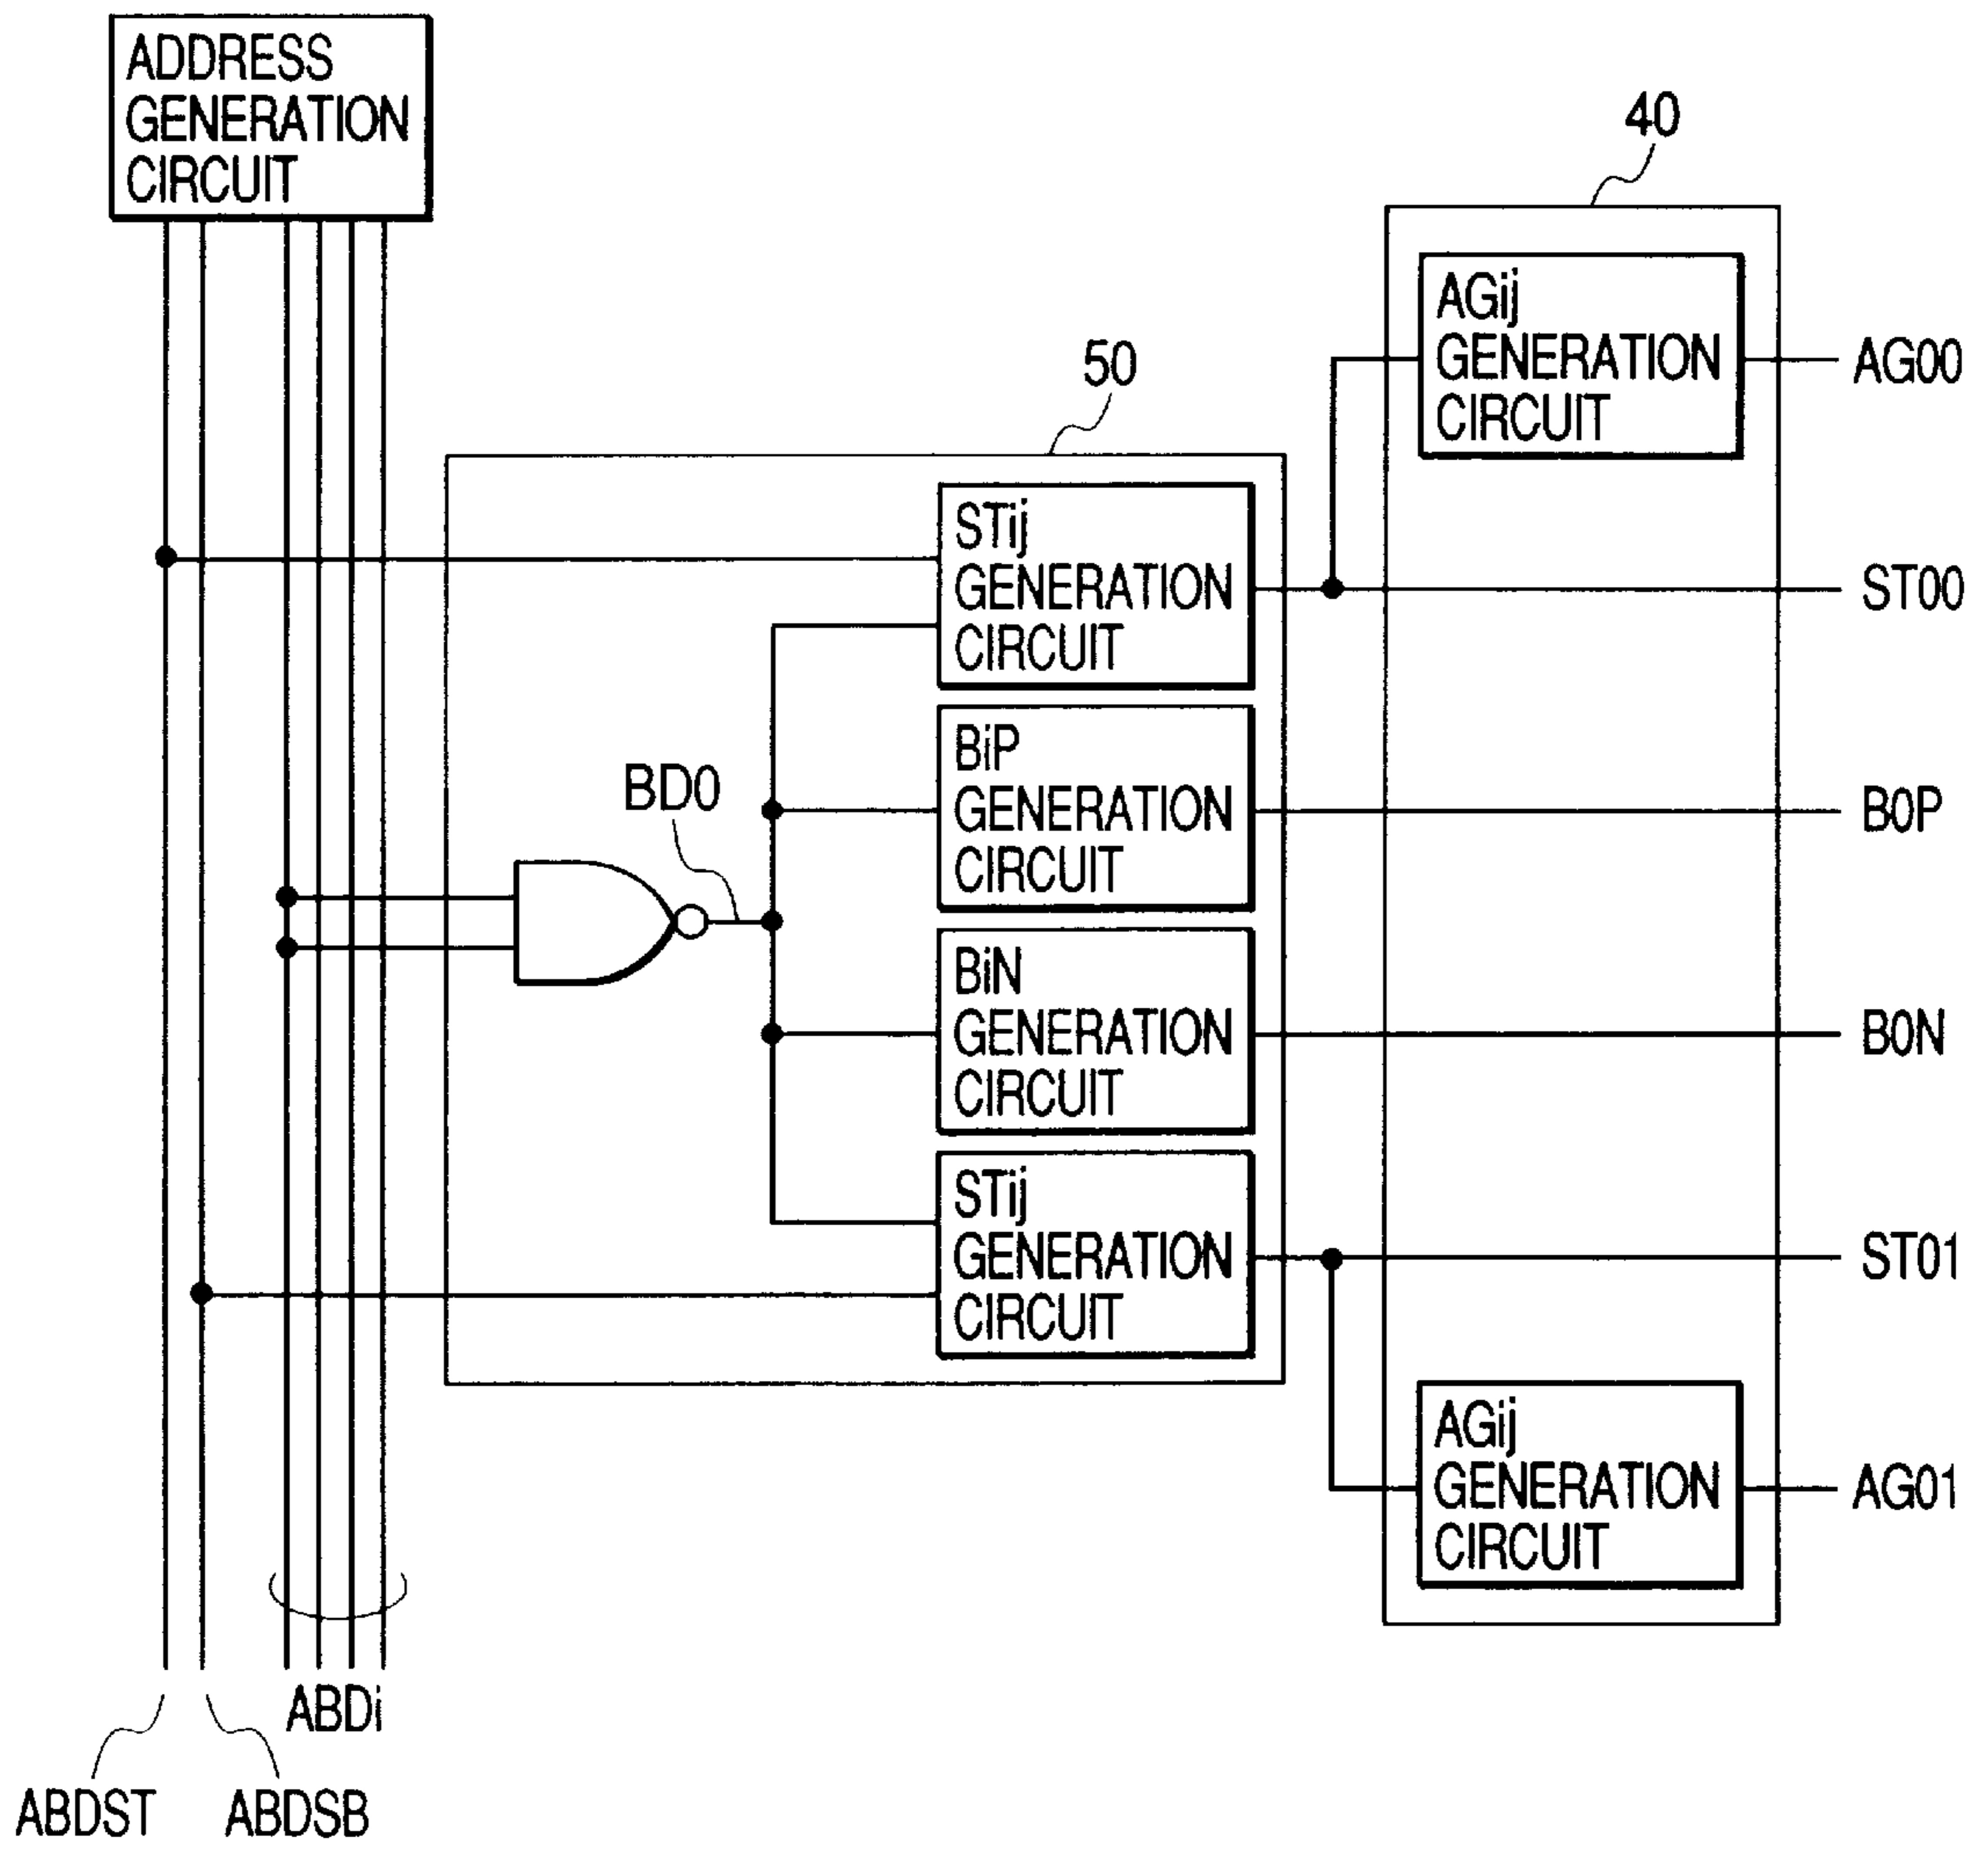 ADDRESS
GENERATION
CIRCUIT
40
AGij
GENERATION
CIRCUIT
AG00
50
STij
GENERATION
CIRCUIT
ST00
BiP
GENERATION
CIRCUIT
B0P
BD0
BiN
GENERATION
CIRCUIT
B0N
STij
GENERATION
CIRCUIT
ST01
AGij
GENERATION
CIRCUIT
AG01
ABDi
ABDST
ABDSB